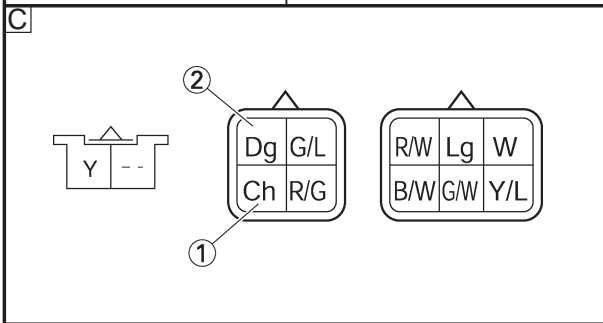 C
②
Dg G/L R/W Lg W
Y --
Ch R/G B/W G/W Y/L
①